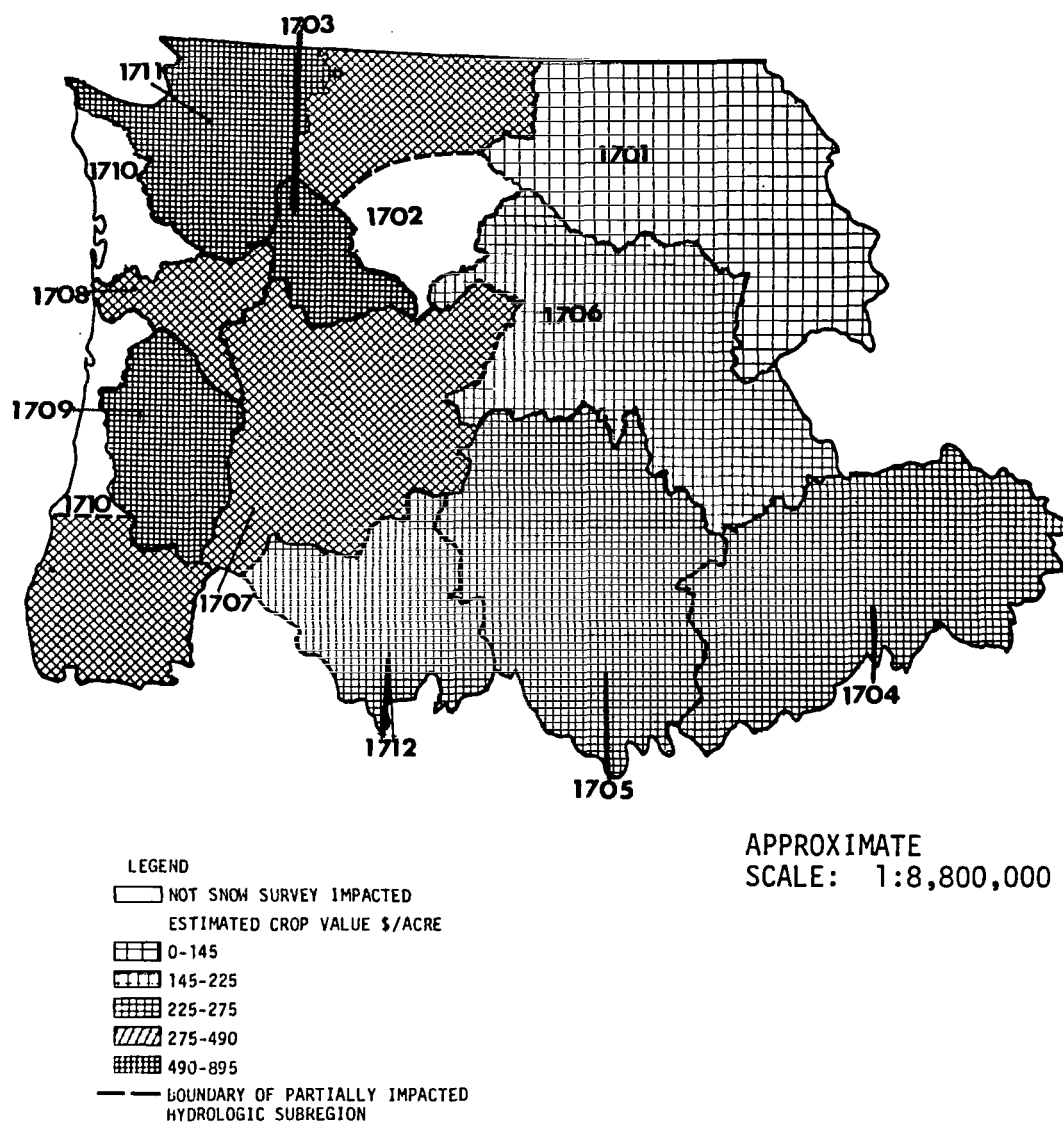 1703
1711
1701
1710
1702
1708
1706
1709
1710
1707
1704
1712
1705
APPROXIMATE
SCALE: 1:8,800,000
LEGEND
NOT SNOW SURVEY IMPACTED
ESTIMATED CROP VALUE $/ACRE
0-145
145-225
225-275
275-490
490-895
BOUNDARY OF PARTIALLY IMPACTED
HYDROLOGIC SUBREGION